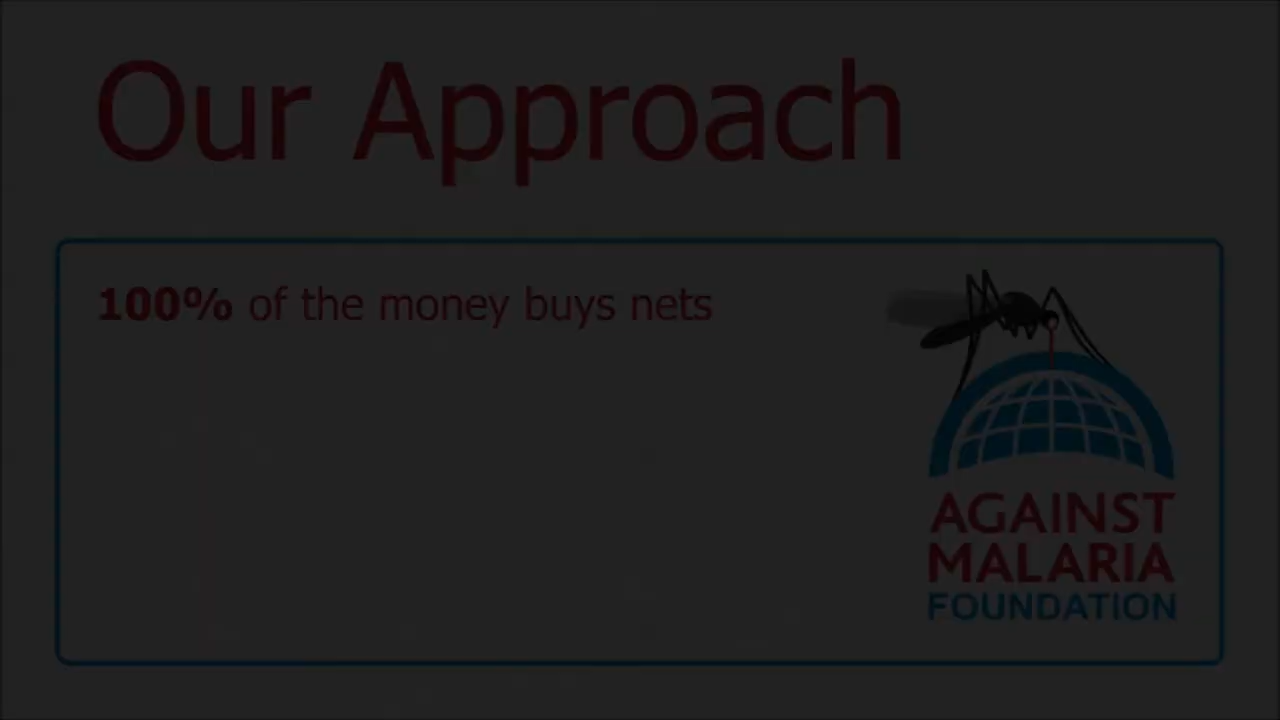 Our Approach
100% of the money buys nets
AGAINST
MALARIA
FOUNDATION